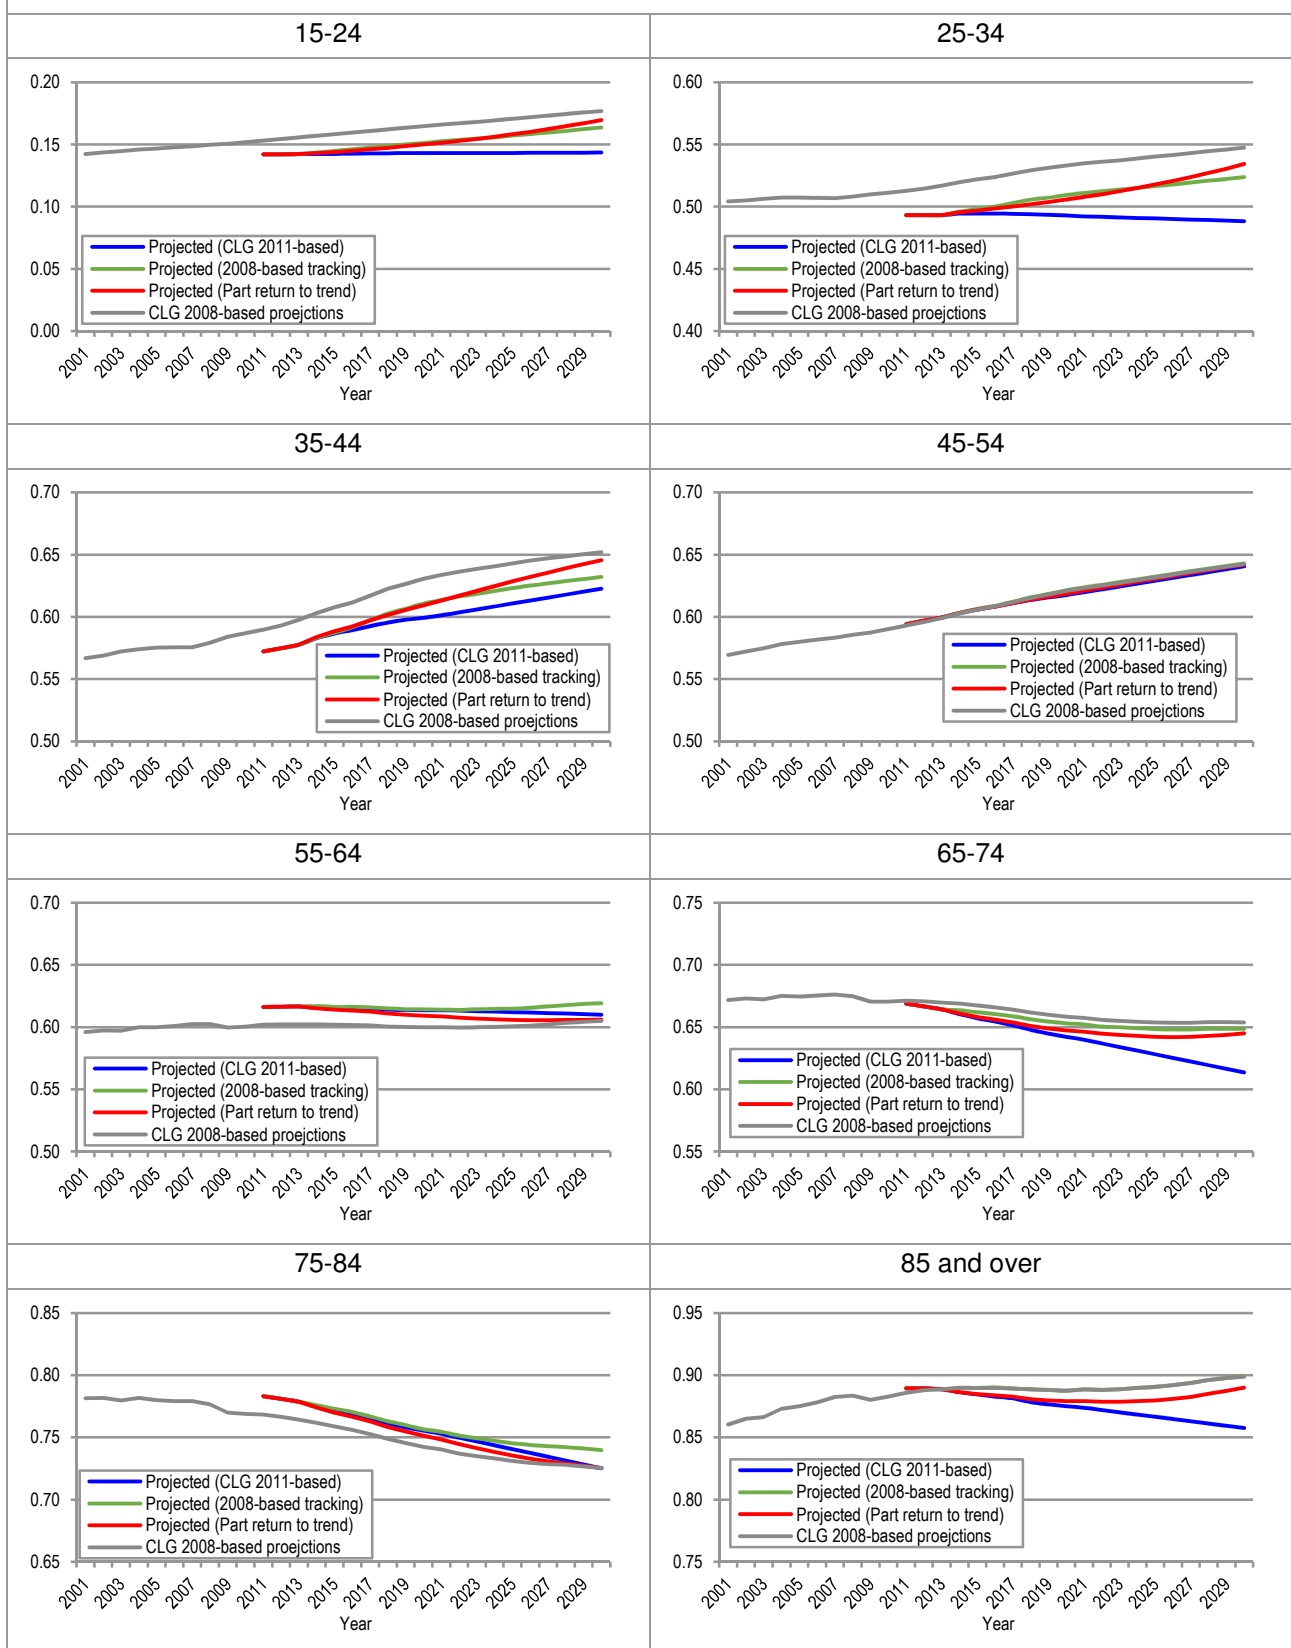 15-24
25-34
0.20
0.15
0.10
0.05
0.00
Projected (CLG 2011-based)
Projected (2008-based tracking)
Projected (Part return to trend)
CLG 2008-based proejctions
2001 2003 2005 2007 2009 2011 2013 2015 2017 2019 2021 2023 2025 2027 2029
Year
0.60
0.55
0.50
0.45
0.40
Projected (CLG 2011-based)
Projected (2008-based tracking)
Projected (Part return to trend)
CLG 2008-based proejctions
2001 2003 2005 2007 2009 2011 2013 2015 2017 2019 2021 2023 2025 2027 2029
Year
35-44
45-54
0.70
0.65
0.60
0.55
0.50
Projected (CLG 2011-based)
Projected (2008-based tracking)
Projected (Part return to trend)
CLG 2008-based proejctions
2001 2003 2005 2007 2009 2011 2013 2015 2017 2019 2021 2023 2025 2027 2029
Year
0.70
0.65
0.60
0.55
0.50
Projected (CLG 2011-based)
Projected (2008-based tracking)
Projected (Part return to trend)
CLG 2008-based proejctions
2001 2003 2005 2007 2009 2011 2013 2015 2017 2019 2021 2023 2025 2027 2029
Year
55-64
65-74
0.70
0.65
0.60
0.55
0.50
Projected (CLG 2011-based)
Projected (2008-based tracking)
Projected (Part return to trend)
CLG 2008-based proejctions
2001 2003 2005 2007 2009 2011 2013 2015 2017 2019 2021 2023 2025 2027 2029
Year
0.75
0.70
0.65
0.60
0.55
Projected (CLG 2011-based)
Projected (2008-based tracking)
Projected (Part return to trend)
CLG 2008-based proejctions
2001 2003 2005 2007 2009 2011 2013 2015 2017 2019 2021 2023 2025 2027 2029
Year
75-84
85 and over
0.85
0.80
0.75
0.70
0.65
Projected (CLG 2011-based)
Projected (2008-based tracking)
Projected (Part return to trend)
CLG 2008-based proejctions
2001 2003 2005 2007 2009 2011 2013 2015 2017 2019 2021 2023 2025 2027 2029
Year
0.95
0.90
0.85
0.80
0.75
Projected (CLG 2011-based)
Projected (2008-based tracking)
Projected (Part return to trend)
CLG 2008-based proejctions
2001 2003 2005 2007 2009 2011 2013 2015 2017 2019 2021 2023 2025 2027 2029
Year